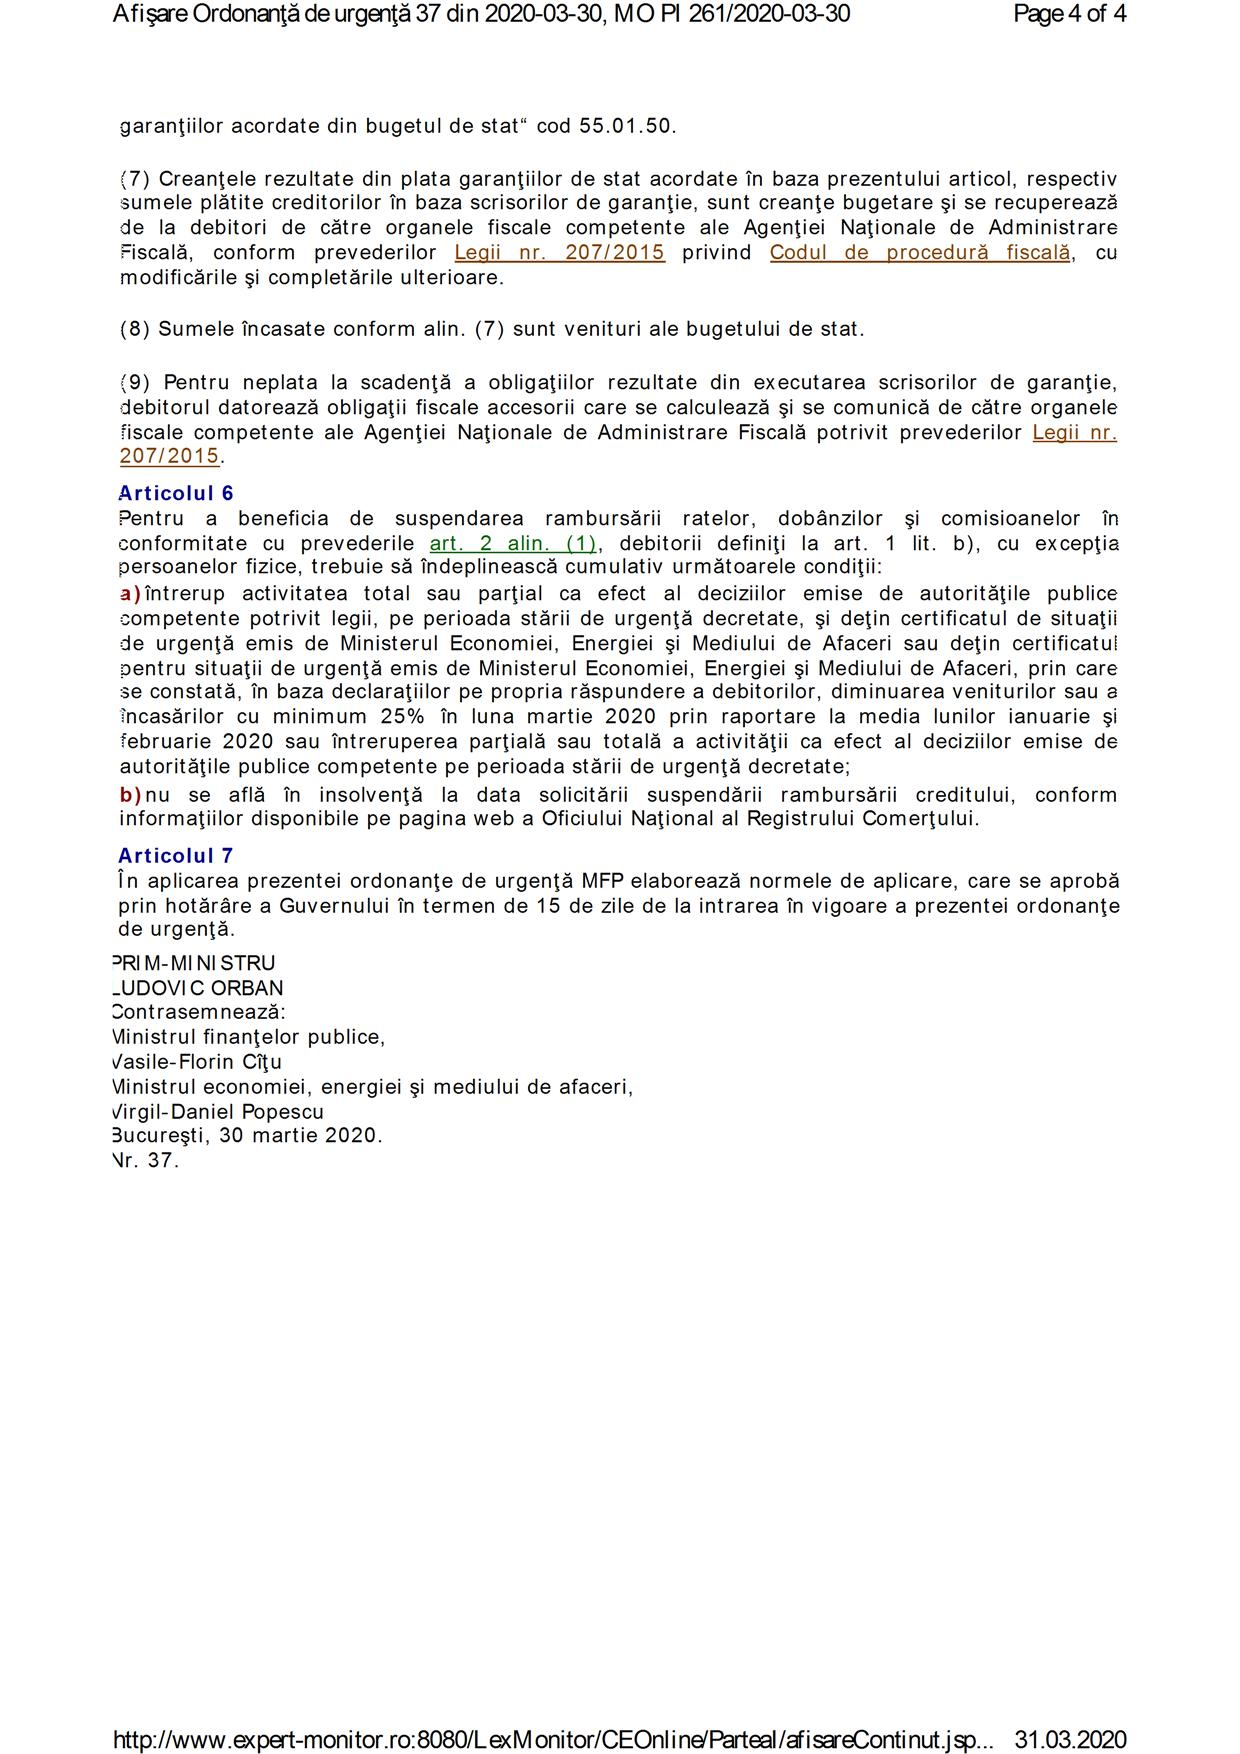 Afişare Ordonanţă de urgenţă 37 din 2020-03-30, MO PI 261/2020-03-30 Page 4 of 4
garanţiilor acordate din bugetul de stat“ cod 55.01.50.
(7) Creanţele rezultate din plata garanţiilor de stat acordate în baza prezentului articol, respectiv
sumele plătite creditorilor în baza scrisorilor de garanţie, sunt creanţe bugetare şi se recuperează
de la debitori de către organele fiscale competente ale Agenţiei Naţionale de Administrare
Fiscală, conform prevederilor Legii nr. 207/2015 privind Codul de procedură fiscală, cu
modificările şi completările ulterioare.
(8) Sumele încasate conform alin. (7) sunt venituri ale bugetului de stat.
(9) Pentru neplata la scadenţă a obligaţiilor rezultate din executarea scrisorilor de garanţie,
debitorul datorează obligaţii fiscale accesorii care se calculează şi se comunică de către organele
fiscale competente ale Agenţiei Naţionale de Administrare Fiscală potrivit prevederilor Legii nr.
207/2015.
Articolul 6
Pentru a beneficia de suspendarea rambursării ratelor, dobânzilor şi comisioanelor în
conformitate cu prevederile art. 2 alin. (1), debitorii definiţi la art. 1 lit. b), cu excepţia
persoanelor fizice, trebuie să îndeplinească cumulativ următoarele condiţii:
a)întrerup activitatea total sau parţial ca efect al deciziilor emise de autorităţile publice
competente potrivit legii, pe perioada stării de urgenţă decretate, şi deţin certificatul de situaţii
de urgenţă emis de Ministerul Economiei, Energiei şi Mediului de Afaceri sau deţin certificatul
pentru situaţii de urgenţă emis de Ministerul Economiei, Energiei şi Mediului de Afaceri, prin care
se constată, în baza declaraţiilor pe propria răspundere a debitorilor, diminuarea veniturilor sau a
încasărilor cu minimum 25% în luna martie 2020 prin raportare la media lunilor ianuarie şi
februarie 2020 sau întreruperea parţială sau totală a activităţii ca efect al deciziilor emise de
autorităţile publice competente pe perioada stării de urgenţă decretate;
b)nu se află în insolvenţă la data solicitării suspendării rambursării creditului, conform
informaţiilor disponibile pe pagina web a Oficiului Naţional al Registrului Comerţului.
Articolul 7
În aplicarea prezentei ordonanţe de urgenţă MFP elaborează normele de aplicare, care se aprobă
prin hotărâre a Guvernului în termen de 15 de zile de la intrarea în vigoare a prezentei ordonanţe
de urgenţă.
PRIM-MINISTRU
LUDOVIC ORBAN
Contrasemnează:
Ministrul finanţelor publice,
Vasile-Florin Cîţu
Ministrul economiei, energiei şi mediului de afaceri,
Virgil-Daniel Popescu
Bucureşti, 30 martie 2020.
Nr. 37.
http://www.expert-monitor.ro:8080/LexMonitor/CEOnline/ParteaI/afisareContinut.jsp... 31.03.2020